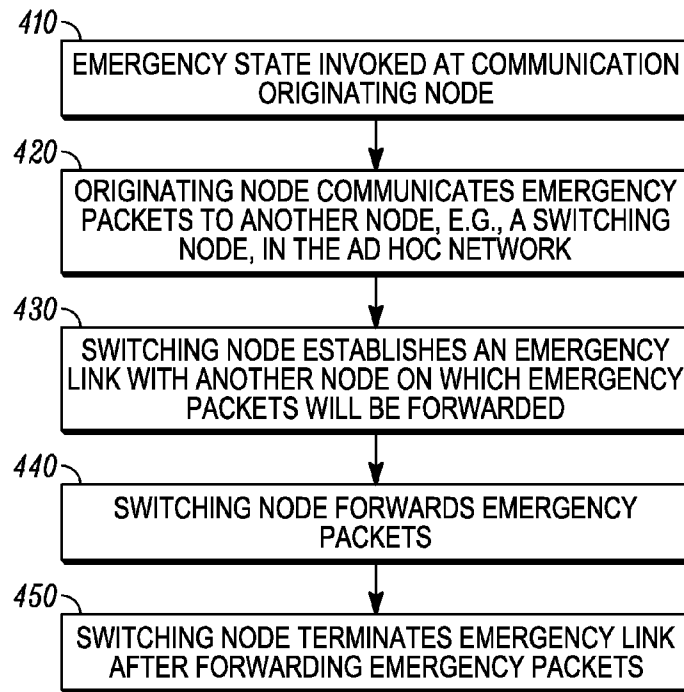 410
EMERGENCY STATE INVOKED AT COMMUNICATION
ORIGINATING NODE
420
ORIGINATING NODE COMMUNICATES EMERGENCY
PACKETS TO ANOTHER NODE, E.G., A SWITCHING
NODE, IN THE AD HOC NETWORK
430
SWITCHING NODE ESTABLISHES AN EMERGENCY
LINK WITH ANOTHER NODE ON WHICH EMERGENCY
PACKETS WILL BE FORWARDED
440
SWITCHING NODE FORWARDS EMERGENCY
PACKETS
450
SWITCHING NODE TERMINATES EMERGENCY LINK
AFTER FORWARDING EMERGENCY PACKETS